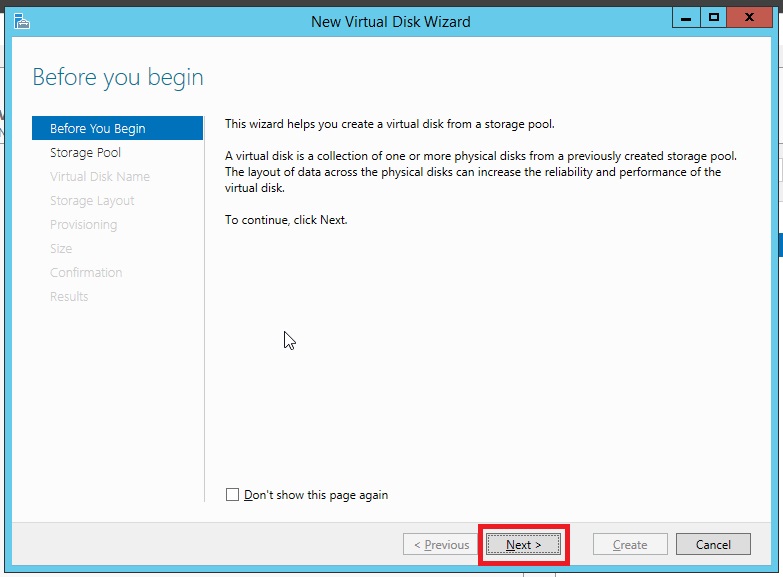 New Virtual Disk Wizard
Before you begin
Before You Begin
Storage Pool
Virtual Disk Name
Storage Layout
Provisioning
Size
Confirmation
Results
This wizard helps you create a virtual disk from a storage pool.
A virtual disk is a collection of one or more physical disks from a previously created storage pool.
The layout of data across the physical disks can increase the reliability and performance of the
virtual disk.
To continue, click Next.
Don't show this page again
< Previous
Next >
Create
Cancel